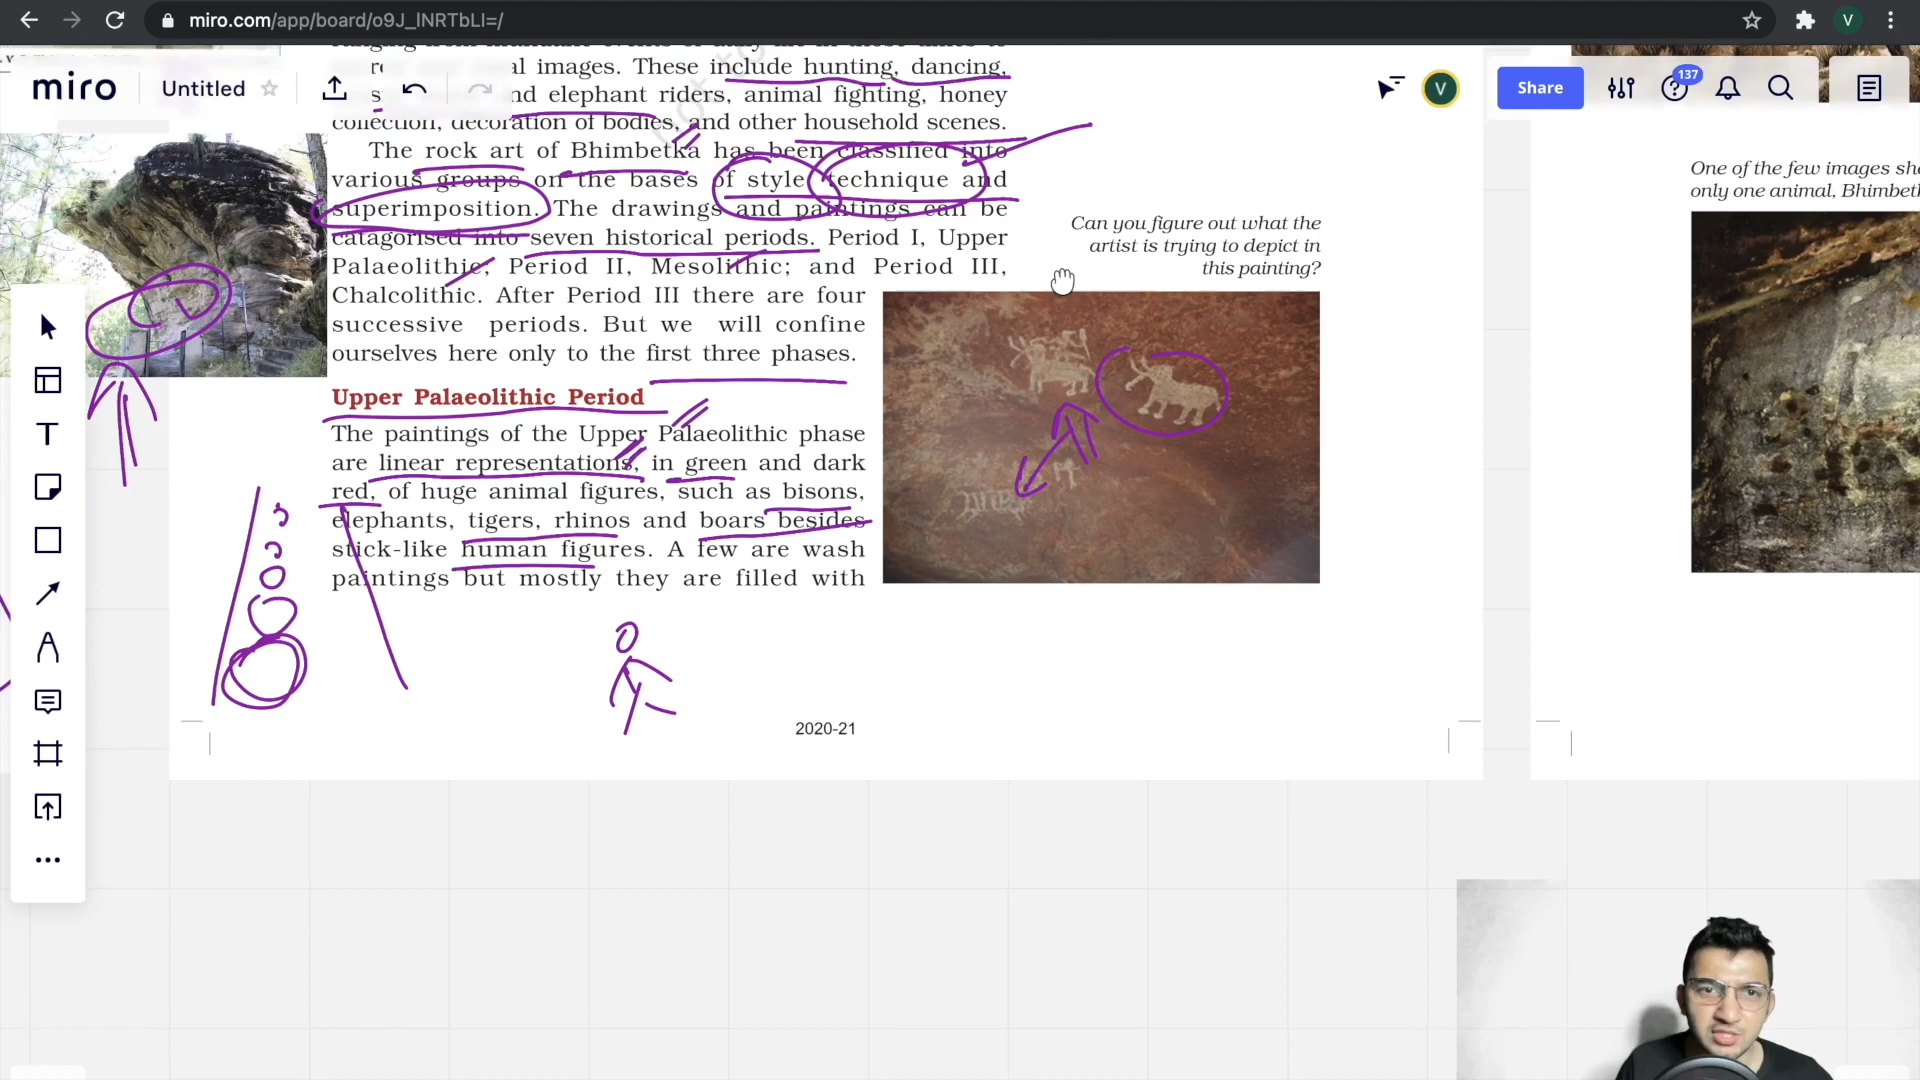 miro.com/app/board/o9J_lNRTbLI=/
V
miro
Untitled
Share
137
V
images. These include hunting, dancing,
elephant riders, animal fighting, honey
collection, decoration of bodies, and other household scenes.
The rock art of Bhimbetka has been classified into
various groups on the bases of style technique and
superimposition. The drawings and paintings can be
catagorised into seven historical periods. Period I, Upper
Palaeolithic; Period II, Mesolithic; and Period III,
Chalcolithic. After Period III there are four
successive periods. But we will confine
ourselves here only to the first three phases.
Upper Palaeolithic Period
The paintings of the Upper Palaeolithic phase
are linear representations, in green and dark
red, of huge animal figures, such as bisons,
elephants, tigers, rhinos and boars besides
stick-like human figures. A few are wash
paintings but mostly they are filled with
Can you figure out what the
artist is trying to depict in
this painting?
One of the few images
only one animal,
2020-21